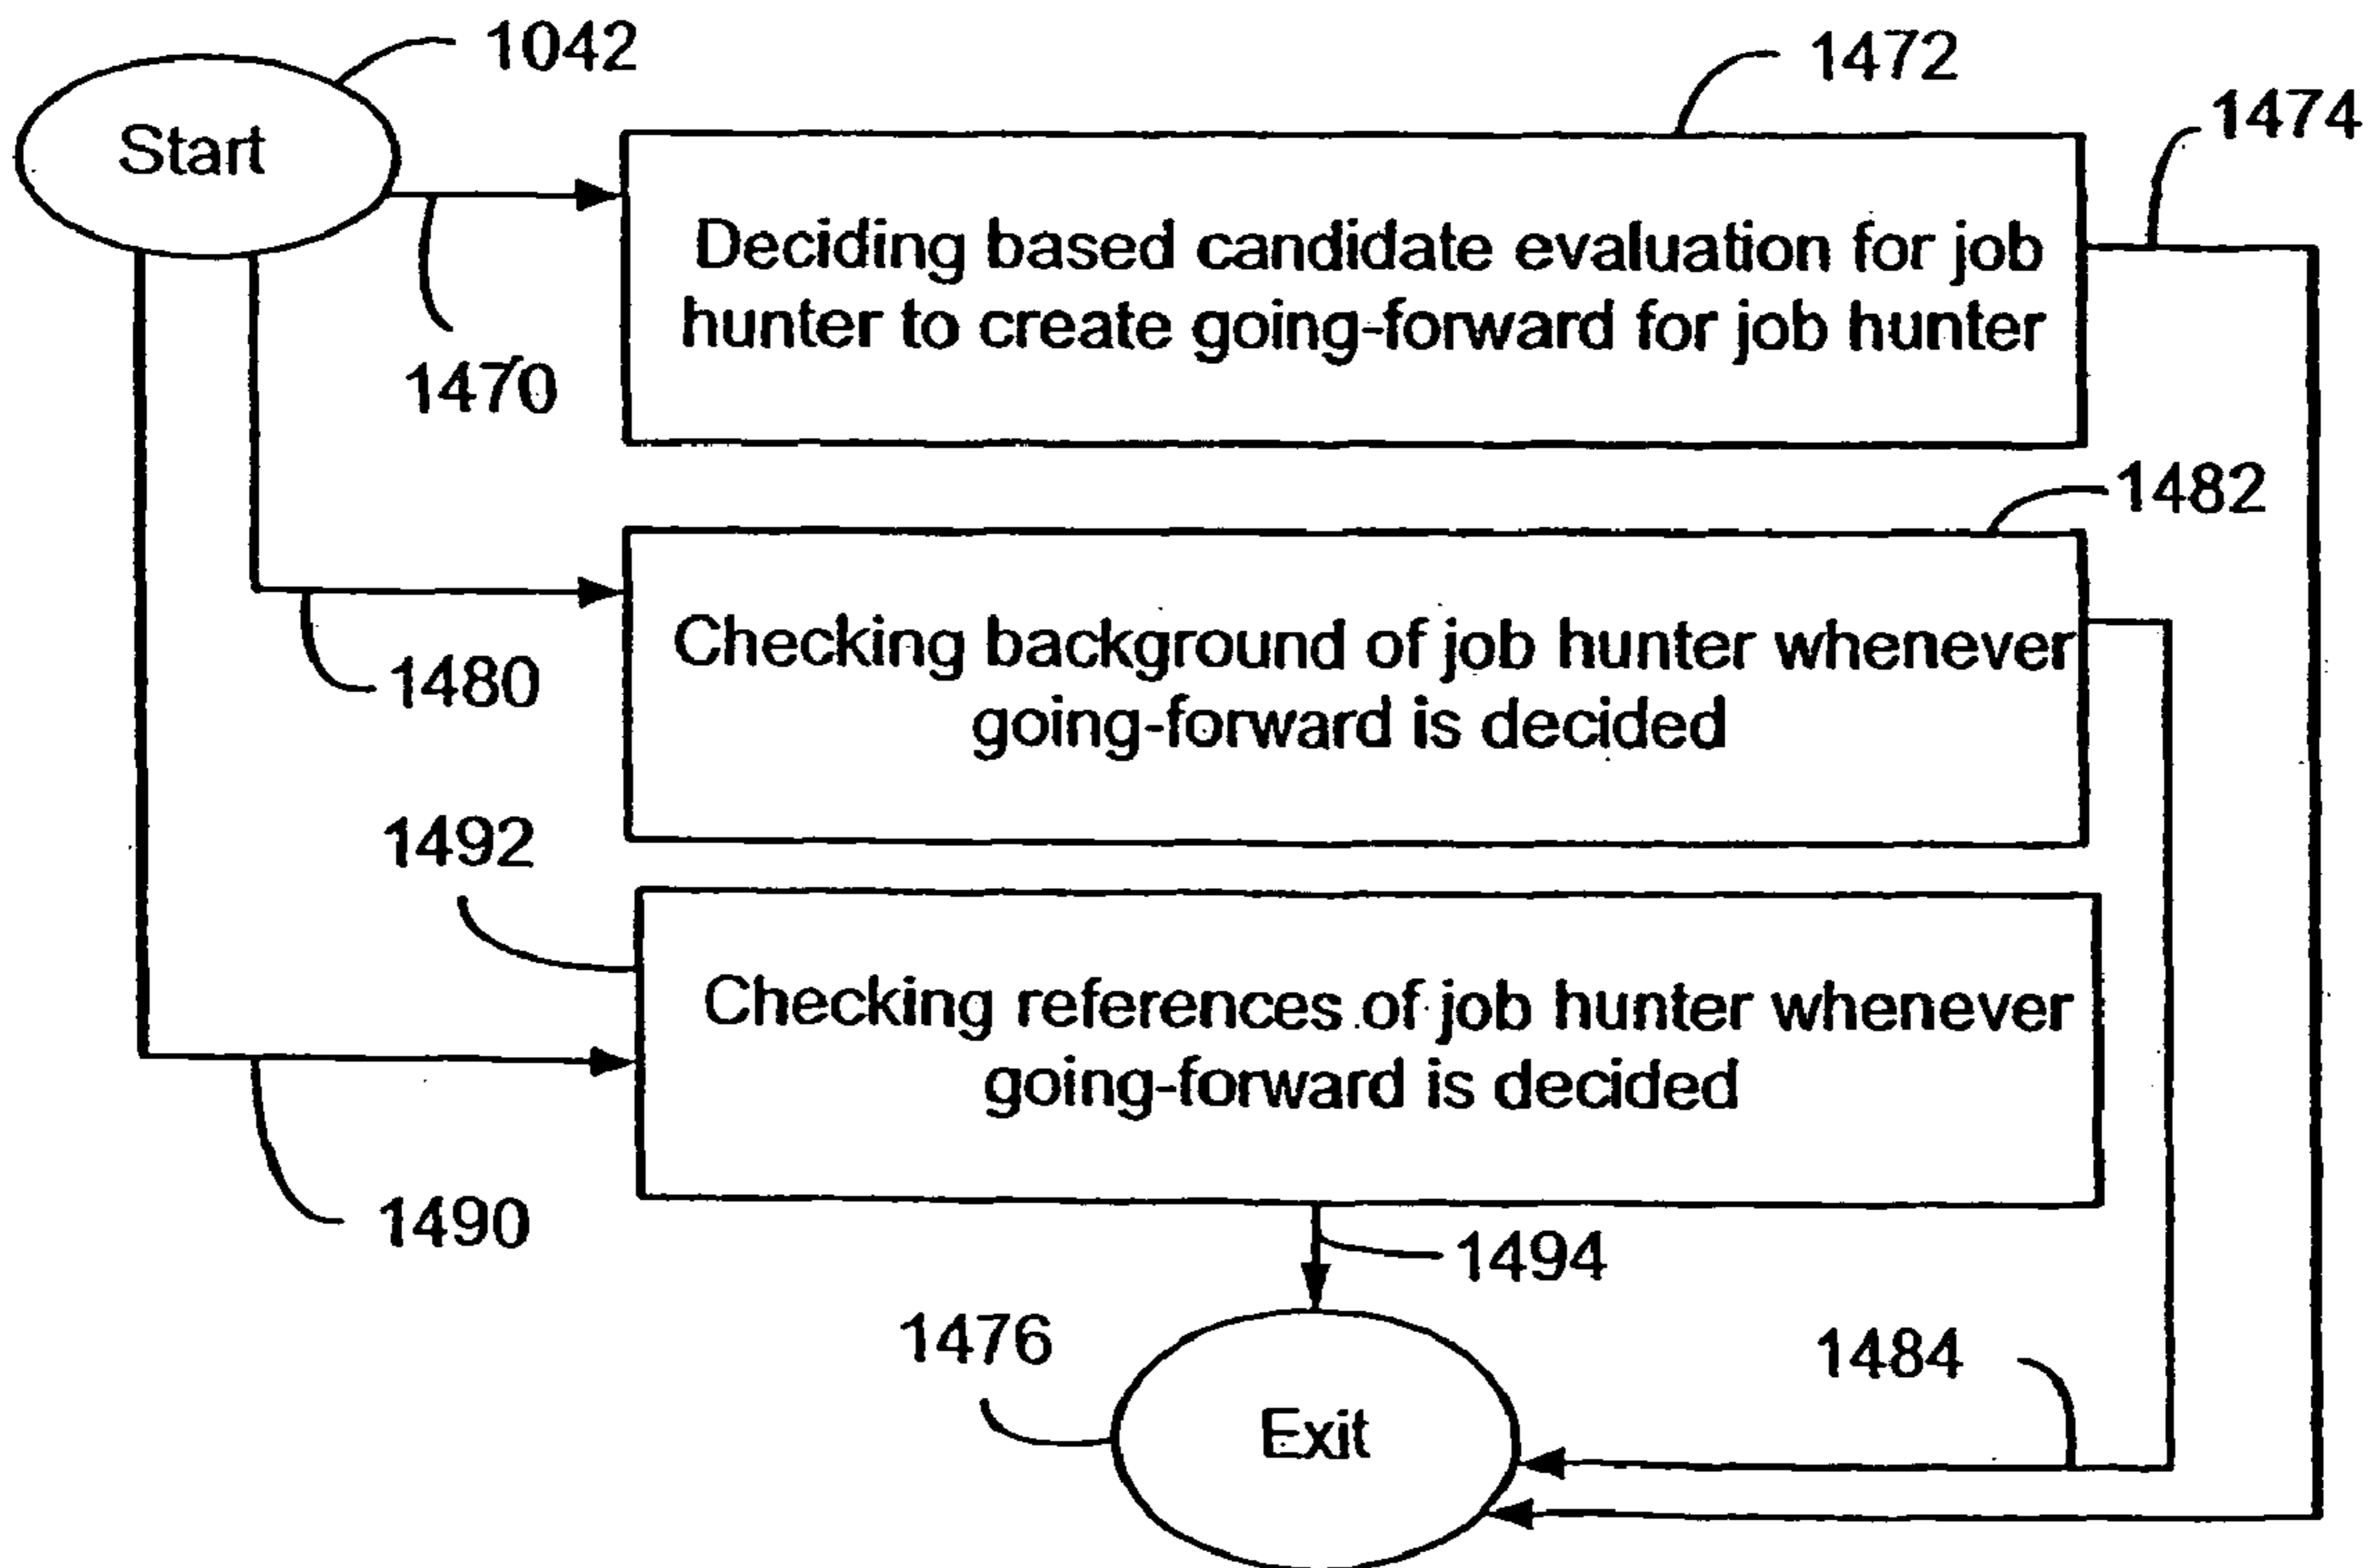 1042
Start
1472
1474
Deciding based candidate evaluation for job
hunter to create going-forward for job hunter
1470
1482
Checking background of job hunter whenever
going-forward is decided
1480
1492
Checking references of job hunter whenever
going-forward is decided
1490
1494
1476
Exit
1484